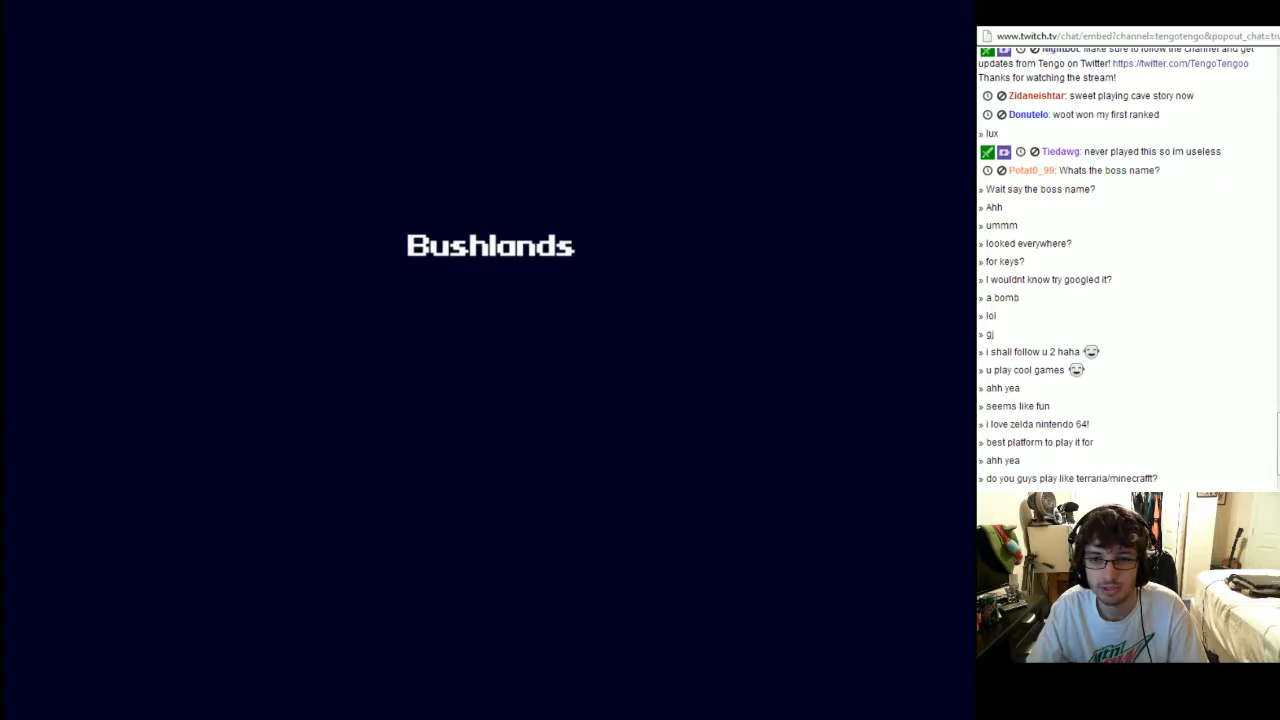 Bushlands
www.twitch.tv/chat/embed?channel=tengotengo&popout_chat=tru
Nightbot: Make sure to follow the channel and get
updates from Tengo on Twitter! https://twitter.com/TengoTengoo
Thanks for watching the stream!
Zidaneishtar: sweet playing cave story now
Donutelo: woot won my first ranked
» lux
Tiedawg: never played this so im useless
Potat0_99: Whats the boss name?
» Wait say the boss name?
» Ahh
» ummm
» looked everywhere?
» for keys?
» I wouldnt know try googled it?
» a bomb
» lol
» gj
» i shall follow u 2 haha
» u play cool games
» ahh yea
» seems like fun
» i love zelda nintendo 64!
» best platform to play it for
» ahh yea
» do you guys play like terraria/minecrafft?
Mtn